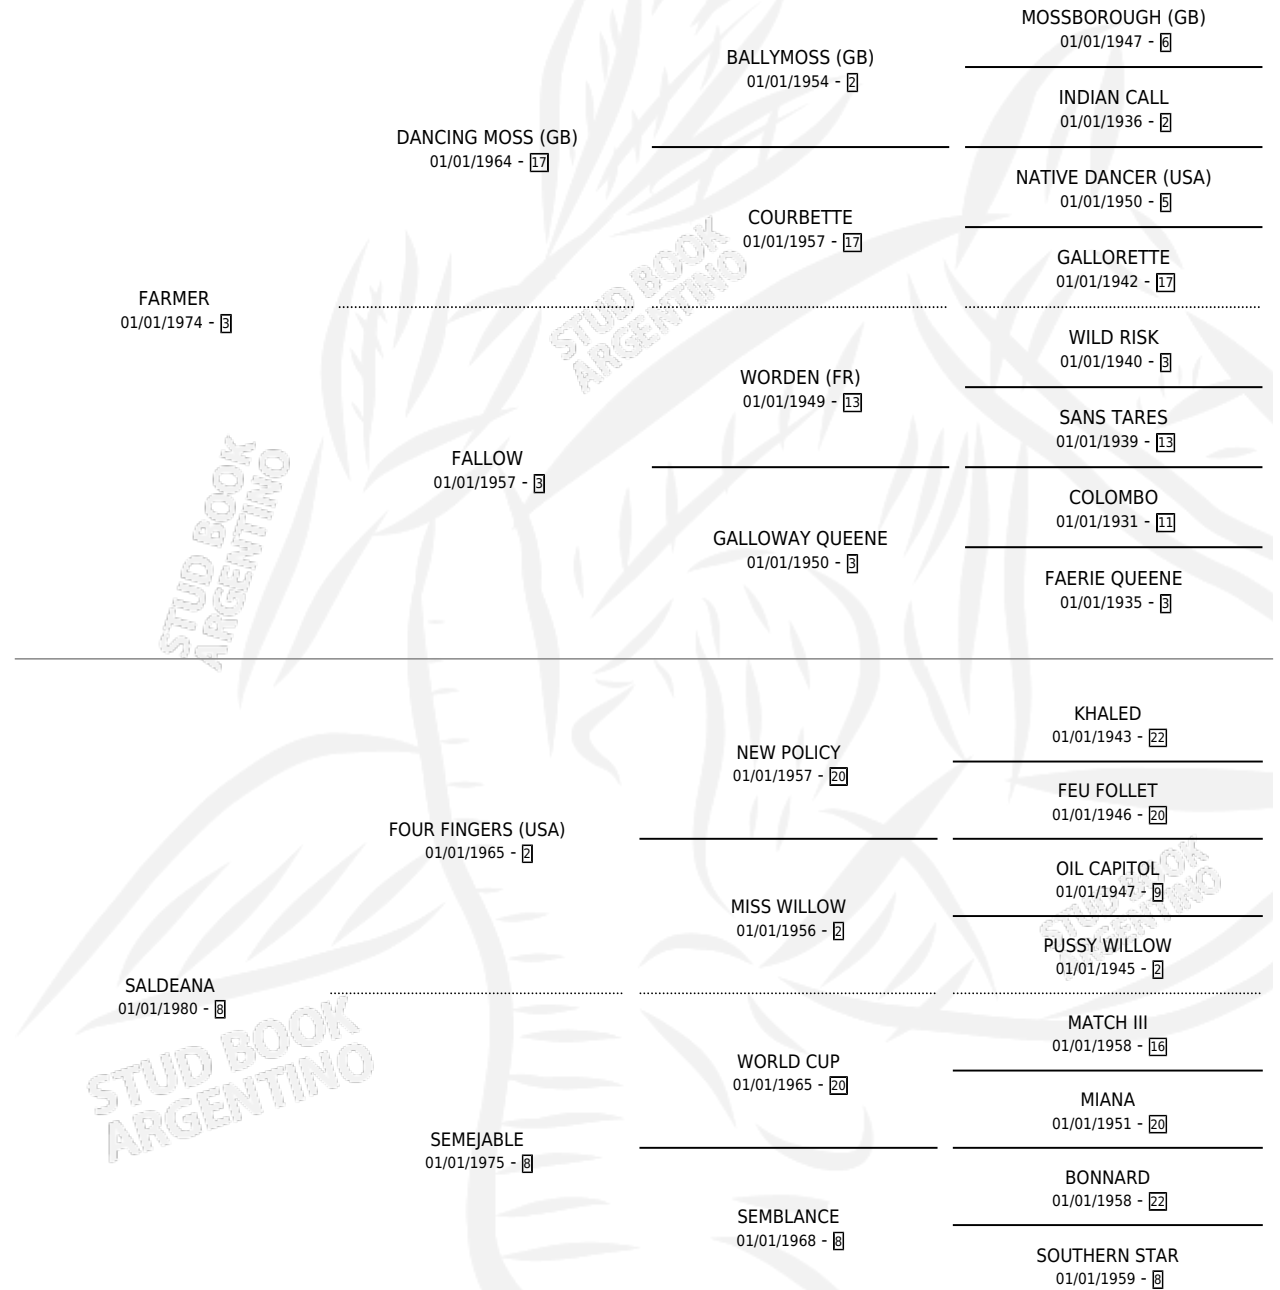 MOSSBOROUGH (GB)
01/01/1947 - 6
BALLYMOSS (GB)
01/01/1954 - 2
INDIAN CALL
01/01/1936 - 2
DANCING MOSS (GB)
01/01/1964 - 17
NATIVE DANCER (USA)
01/01/1950 - 5
COURBETTE
01/01/1957 - 17
GALLORETTE
01/01/1942 - 17
FARMER
01/01/1974 - 3
WILD RISK
01/01/1940 - 3
WORDEN (FR)
01/01/1949 - 13
SANS TARES
01/01/1939 - 13
FALLOW
01/01/1957 - 3
COLOMBO
01/01/1931 - 11
GALLOWAY QUEENE
01/01/1950 - 3
FAERIE QUEENE
01/01/1935 - 3
KHALED
01/01/1943 - 22
NEW POLICY
01/01/1957 - 20
FEU FOLLET
01/01/1946 - 20
FOUR FINGERS (USA)
01/01/1965 - 2
OIL CAPITOL
01/01/1947 - 9
MISS WILLOW
01/01/1956 - 2
PUSSY WILLOW
01/01/1945 - 2
SALDEANA
01/01/1980 - 8
MATCH III
01/01/1958 - 16
WORLD CUP
01/01/1965 - 20
MIANA
01/01/1951 - 20
SEMEJABLE
01/01/1975 - 8
BONNARD
01/01/1958 - 22
SEMBLANCE
01/01/1968 - 8
SOUTHERN STAR
01/01/1959 - 8
STUD BOOK
ARGENTINO
STUD BOOK
ARGENTINO
STUD BOOK
ARGENTINO
STUD BOOK
ARGENTINO